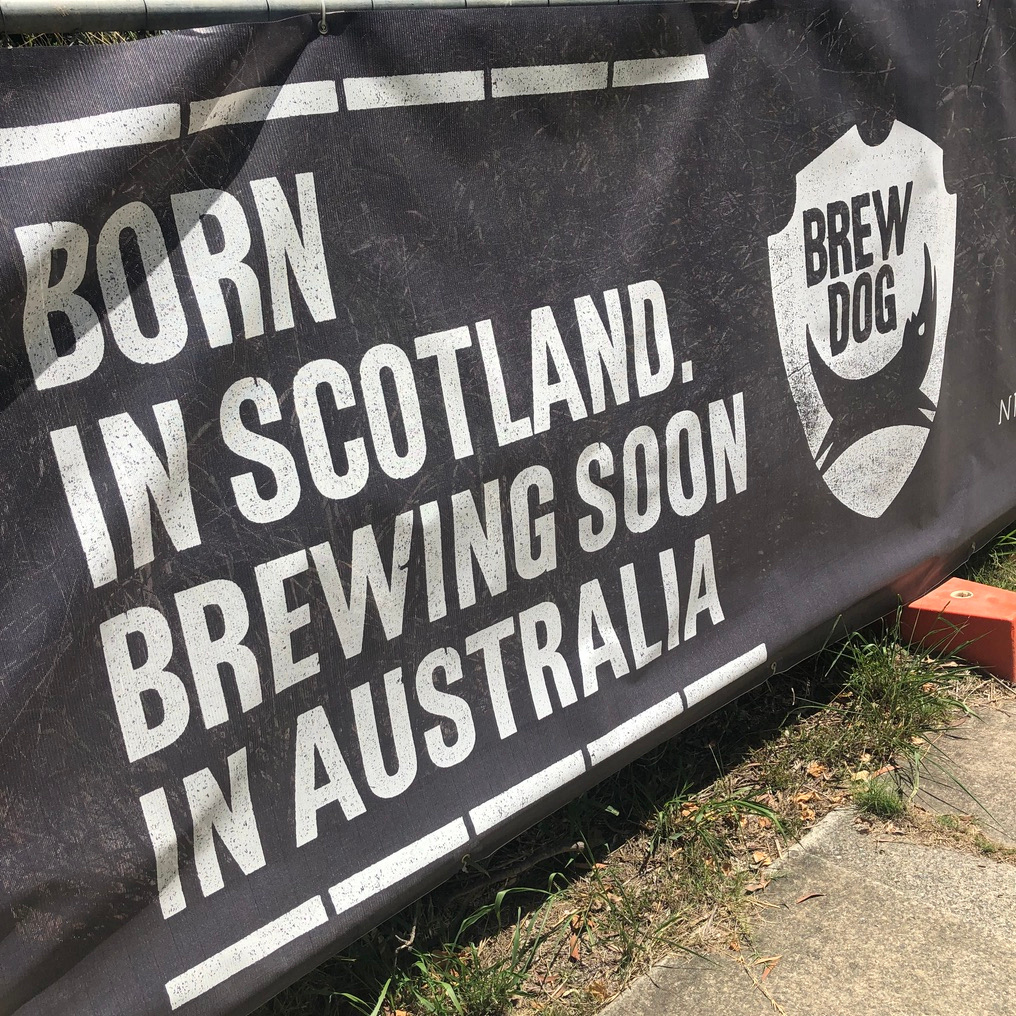 BORN
IN SCOTLAND.
BREWING SOON
IN AUSTRALIA
BREW
DOG